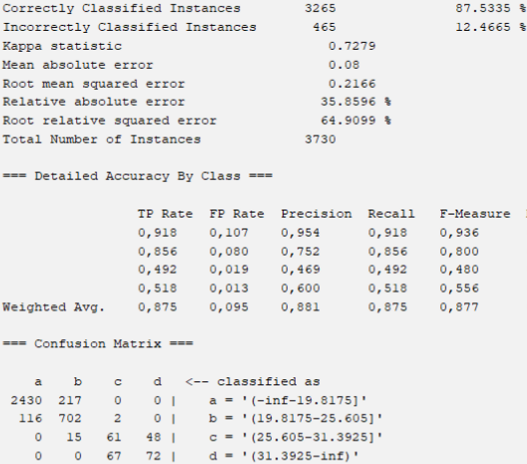 Correctly Classified Instances 3265 87.5335 %
Incorrectly Classified Instances 465 12.4665 %
Kappa statistic 0.7279
Mean absolute error 0.08
Root mean squared error 0.2166
Relative absolute error 35.8596 %
Root relative squared error 64.9099 %
Total Number of Instances 3730
=== Detailed Accuracy By Class ===
TP Rate FP Rate Precision Recall F-Measure
0,918 0,107 0,954 0,918 0,936
0,856 0,080 0,752 0,856 0,800
0,492 0,019 0,469 0,492 0,480
0,518 0,013 0,600 0,518 0,556
Weighted Avg. 0,875 0,095 0,881 0,875 0,877
=== Confusion Matrix ===
a b c d <-- classified as
2430 217 0 0 | a = '(-inf-19.8175]'
116 702 2 0 | b = '(19.8175-25.605]'
0 15 61 48 | c = '(25.605-31.3925]'
0 0 67 72 | d = '(31.3925-inf)'